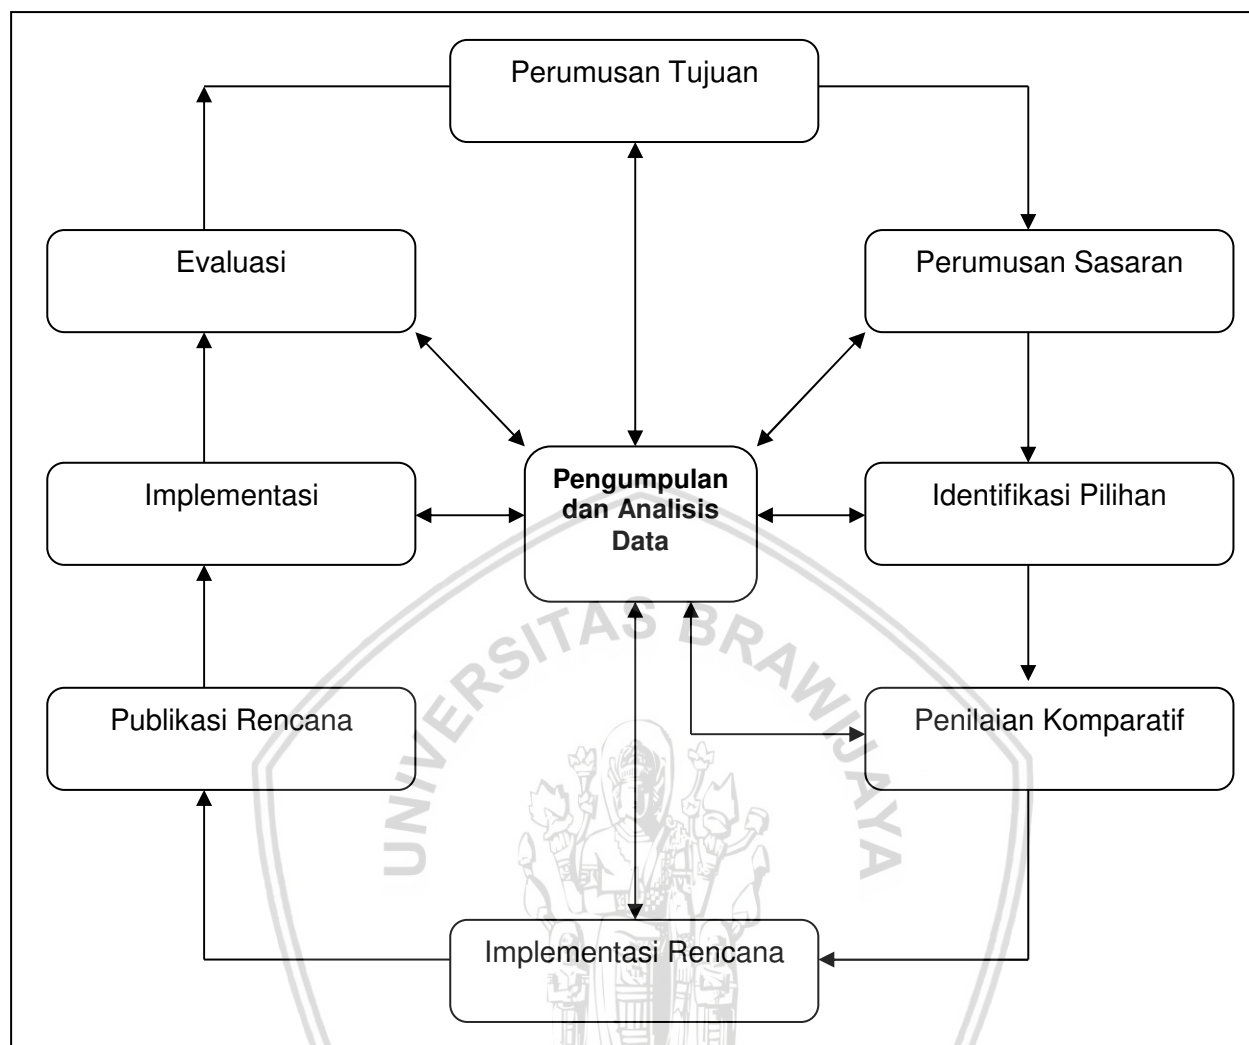 Perumusan Tujuan
Evaluasi
Perumusan Sasaran
Pengumpulan
dan Analisis
Data
Implementasi
Identifikasi Pilihan
Publikasi Rencana
Penilaian Komparatif
Implementasi Rencana
UNIVERSITAS BRAWIJAYA